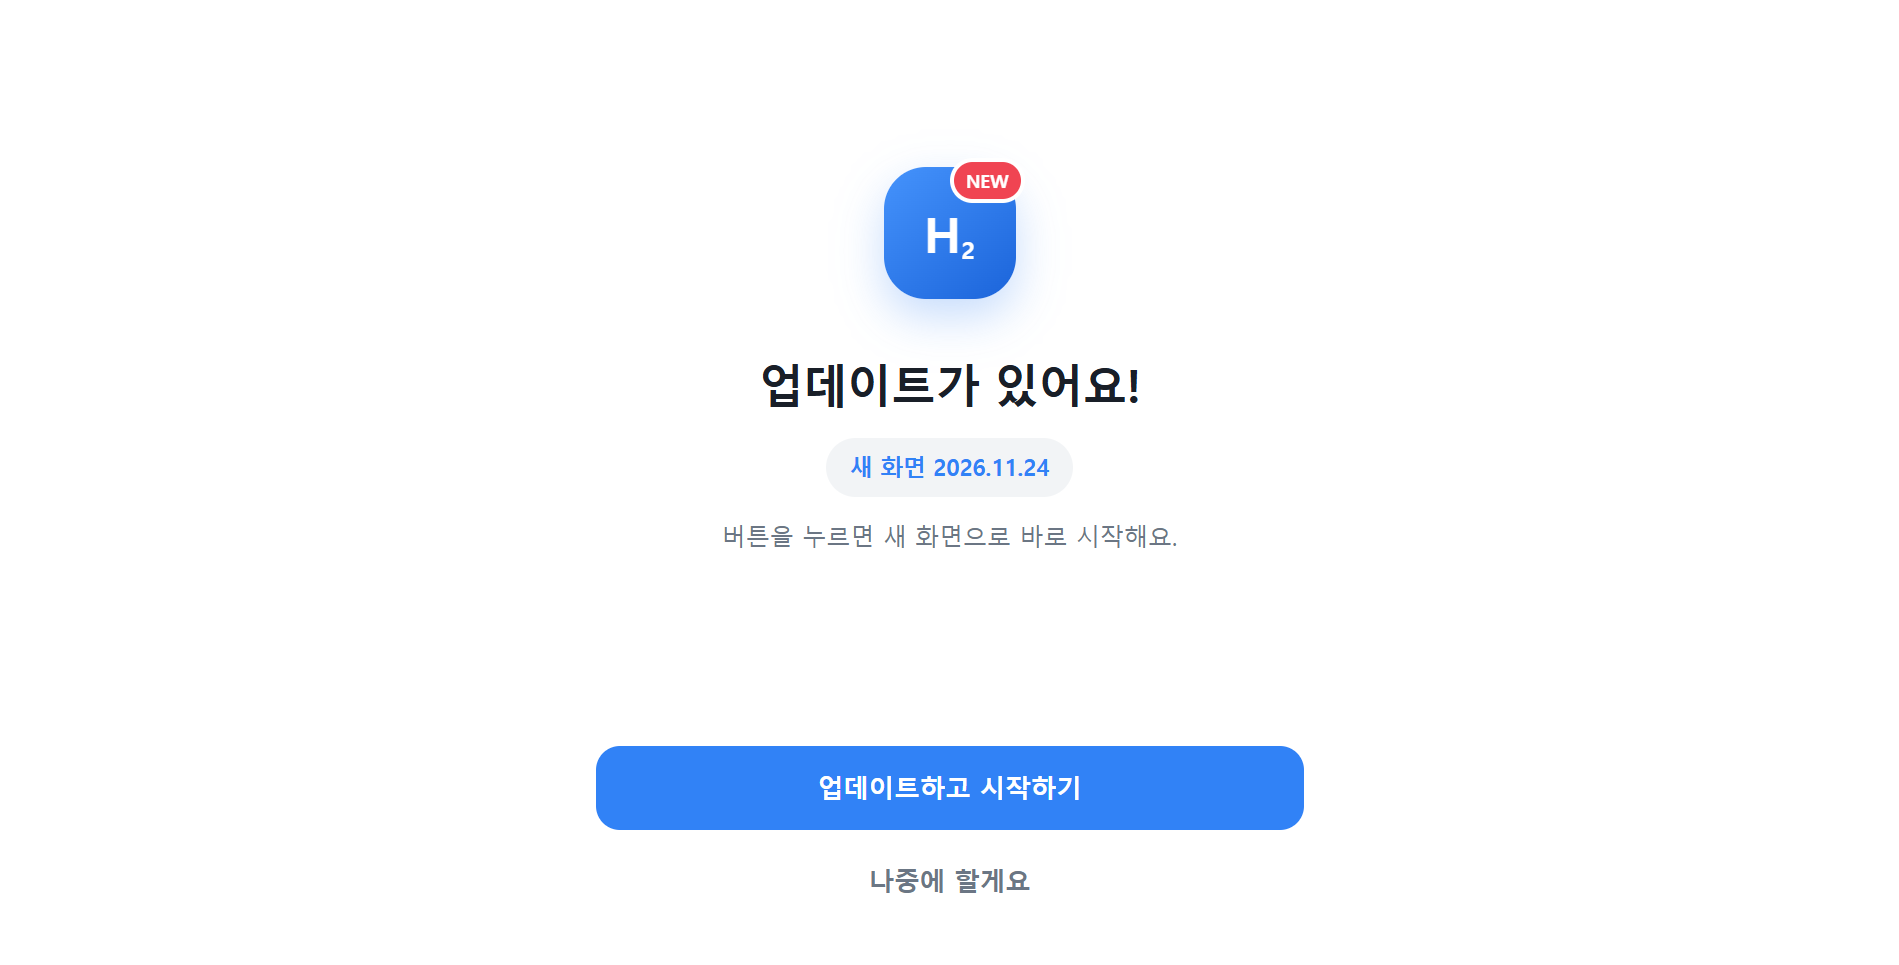 NEW
H₂
업데이트가 있어요!
새 화면 2026.11.24
버튼을 누르면 새 화면으로 바로 시작해요.
업데이트하고 시작하기
나중에 할게요